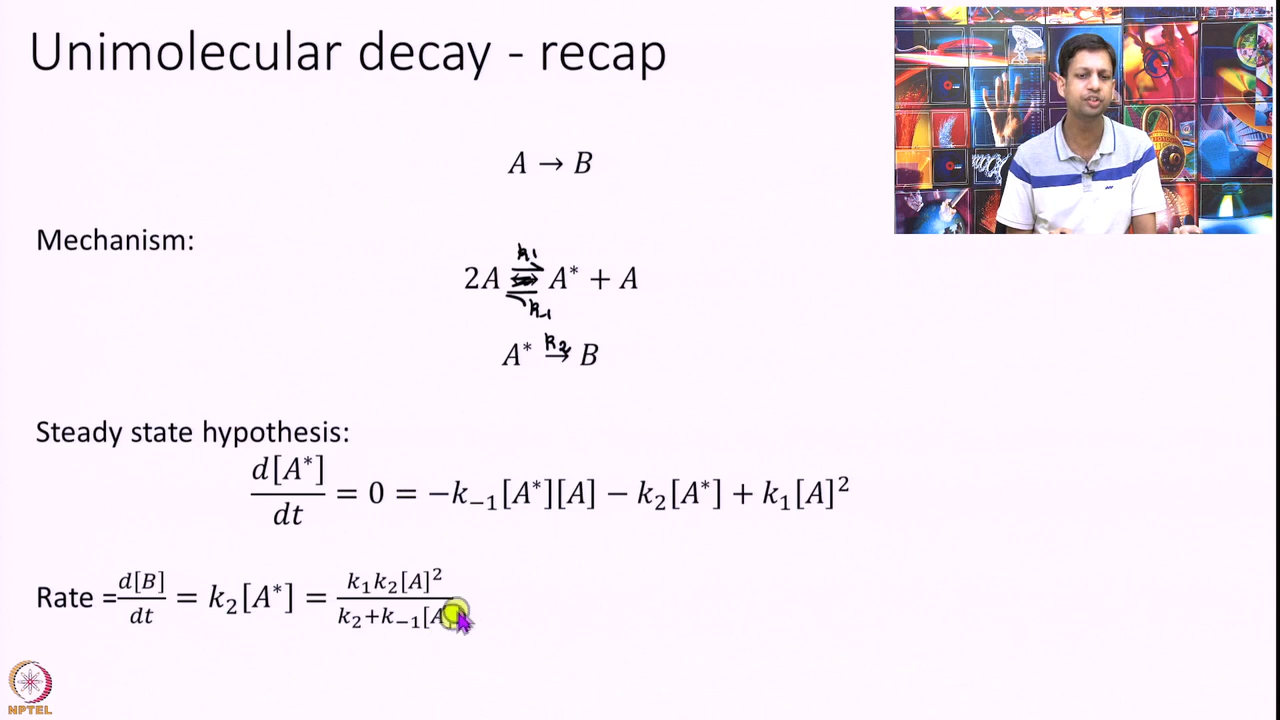 Unimolecular decay - recap
A → B
Mechanism:
k₁
2A ⇌ A* + A
k₋₁
k₂
A* → B
Steady state hypothesis:
d[A*]/dt = 0 = −k₋₁[A*][A] − k₂[A*] + k₁[A]²
Rate = d[B]/dt = k₂[A*] = k₁k₂[A]²/k₂+k₋₁[A
NPTEL